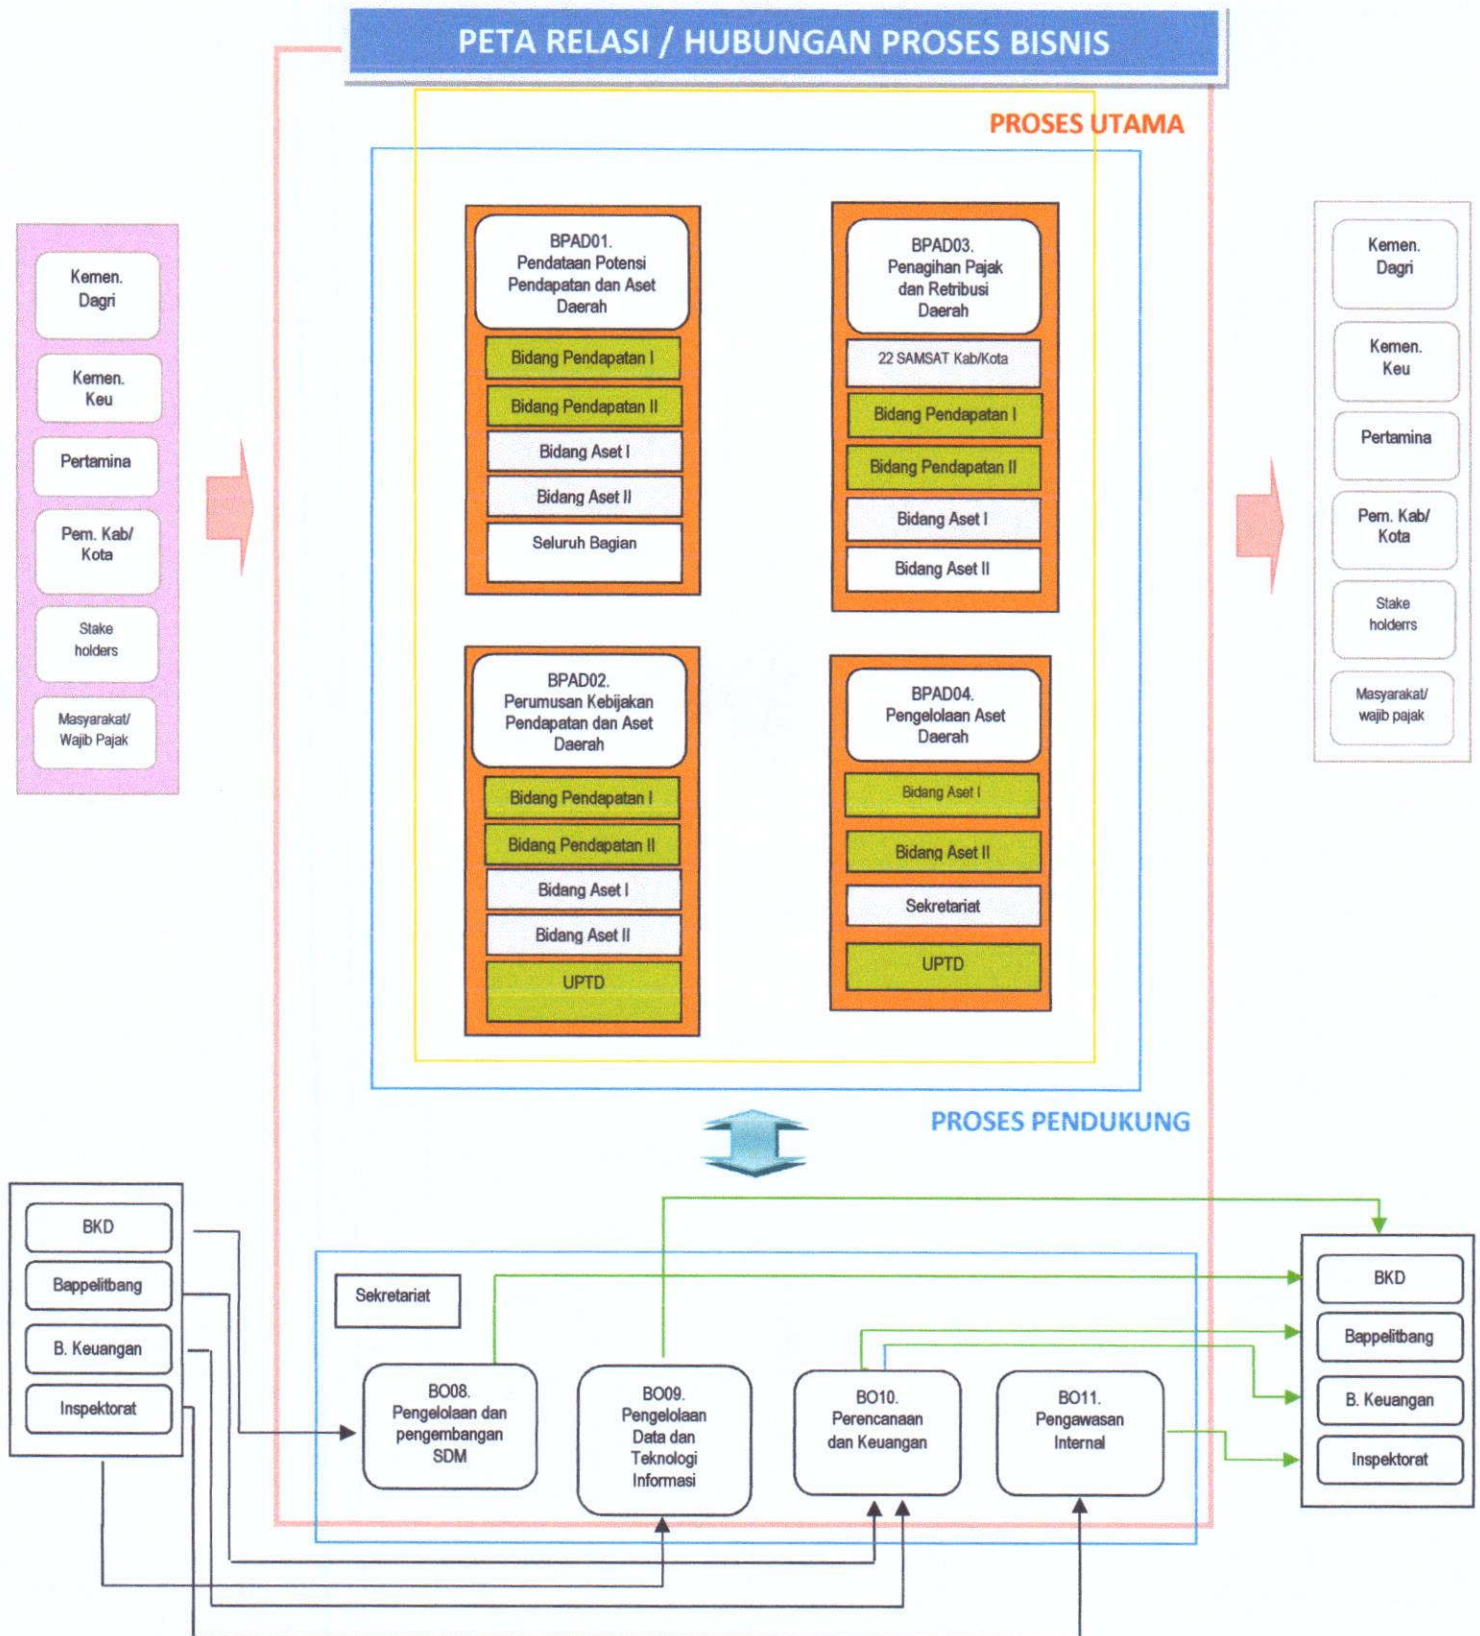 PETA RELASI / HUBUNGAN PROSES BISNIS
PROSES UTAMA
Kemen.
Dagri
Kemen.
Keu
Pertamina
Pem. Kab/
Kota
Stake
holders
Masyarakat/
Wajib Pajak
BPAD01.
Pendataan Potensi
Pendapatan dan Aset
Daerah
Bidang Pendapatan I
Bidang Pendapatan II
Bidang Aset I
Bidang Aset II
Seluruh Bagian
BPAD03.
Penagihan Pajak
dan Retribusi
Daerah
22 SAMSAT Kab/Kota
Bidang Pendapatan I
Bidang Pendapatan II
Bidang Aset I
Bidang Aset II
BPAD02.
Perumusan Kebijakan
Pendapatan dan Aset
Daerah
Bidang Pendapatan I
Bidang Pendapatan II
Bidang Aset I
Bidang Aset II
UPTD
BPAD04.
Pengelolaan Aset
Daerah
Bidang Aset I
Bidang Aset II
Sekretariat
UPTD
Kemen.
Dagri
Kemen.
Keu
Pertamina
Pem. Kab/
Kota
Stake
holderrs
Masyarakat/
wajib pajak
PROSES PENDUKUNG
BKD
Bappelitbang
B. Keuangan
Inspektorat
Sekretariat
BO08.
Pengelolaan dan
pengembangan
SDM
BO09.
Pengelolaan
Data dan
Teknologi
Informasi
BO10.
Perencanaan
dan Keuangan
BO11.
Pengawasan
Internal
BKD
Bappelitbang
B. Keuangan
Inspektorat